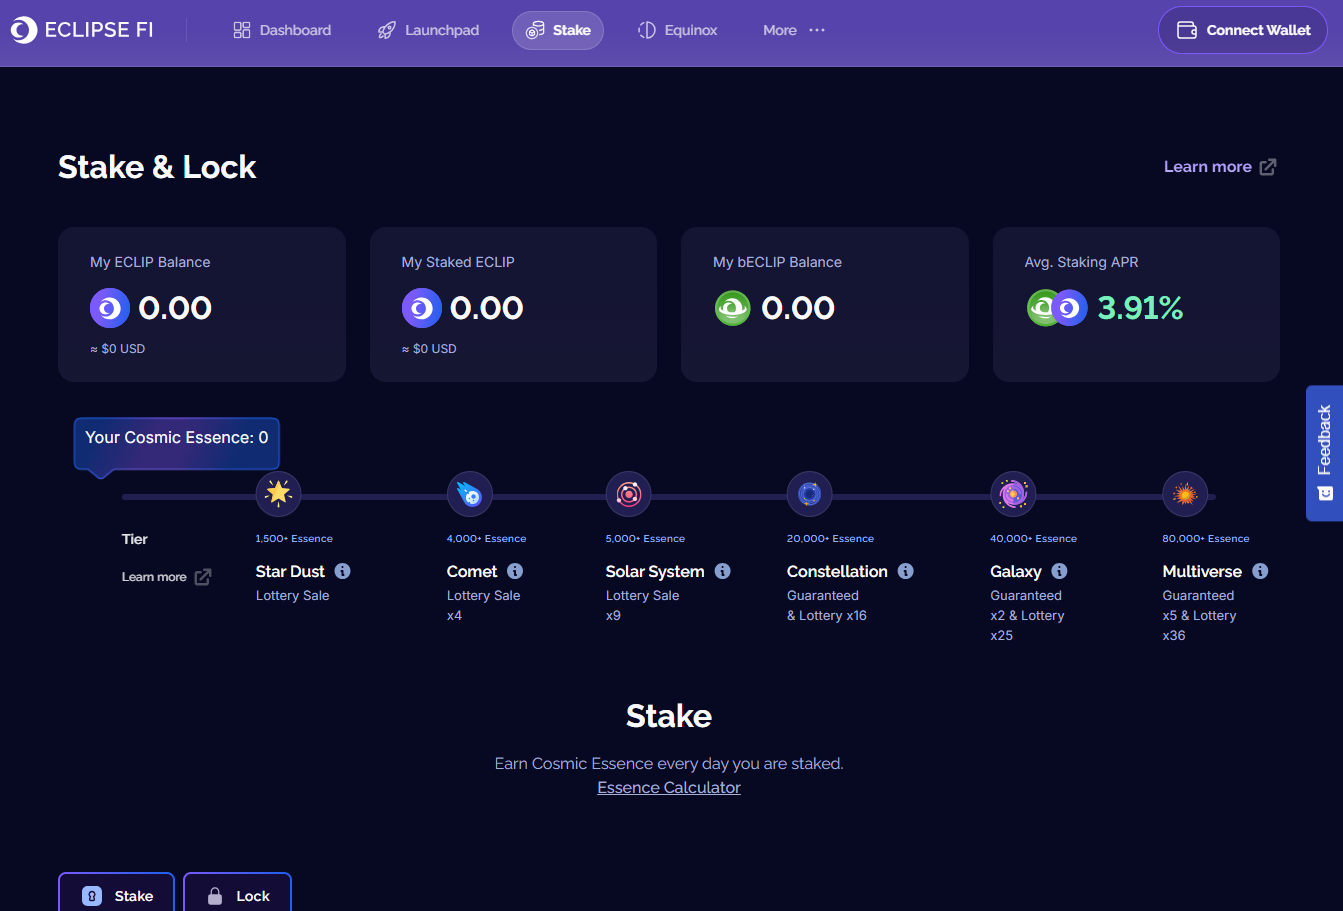 ECLIPSE FI
Dashboard
Launchpad
Stake
Equinox
More
Connect Wallet
Stake & Lock
Learn more
My ECLIP Balance
0.00
≈ $0 USD
My Staked ECLIP
0.00
≈ $0 USD
My bECLIP Balance
0.00
Avg. Staking APR
3.91%
Feedback
Your Cosmic Essence: 0
Tier
Learn more
1,500+ Essence
Star Dust
Lottery Sale
4,000+ Essence
Comet
Lottery Sale
x4
5,000+ Essence
Solar System
Lottery Sale
x9
20,000+ Essence
Constellation
Guaranteed
& Lottery x16
40,000+ Essence
Galaxy
Guaranteed
x2 & Lottery
x25
80,000+ Essence
Multiverse
Guaranteed
x5 & Lottery
x36
Stake
Earn Cosmic Essence every day you are staked.
Essence Calculator
Stake
Lock